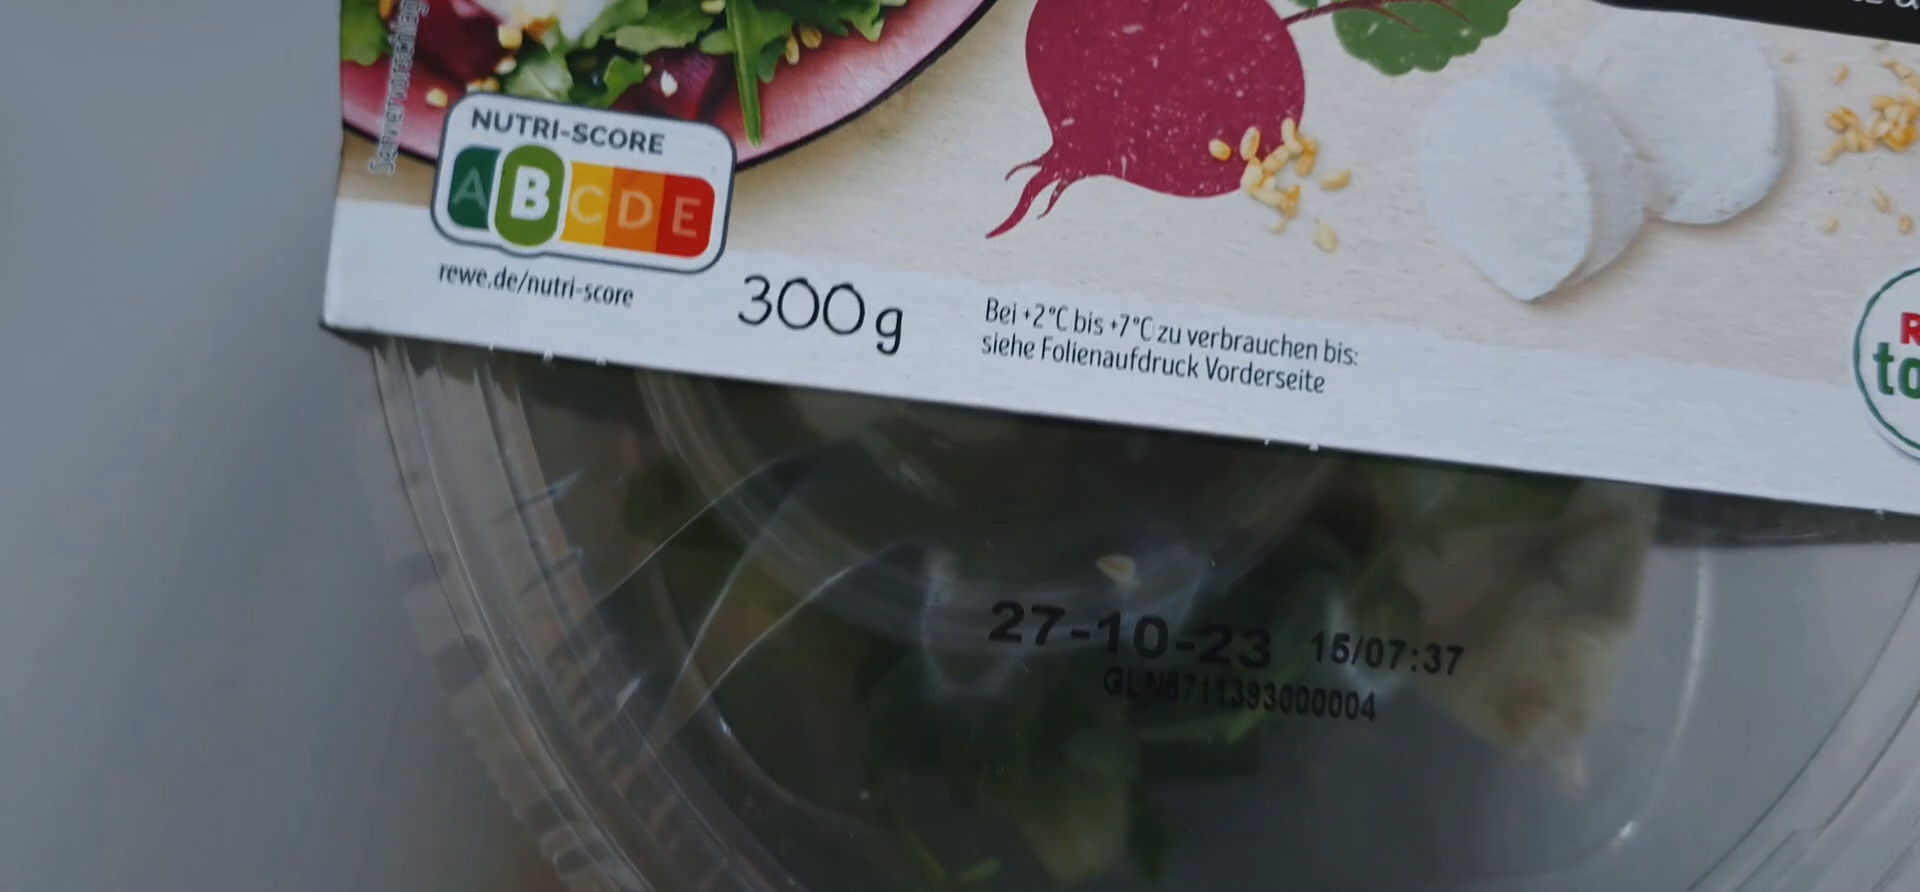 Serviervorschlag
NUTRI-SCORE
A B C D E
rewe.de/nutri-score
300 g
Bei +2°C bis +7°C zu verbrauchen bis:
siehe Folienaufdruck Vorderseite
27-10-23 15/07:37
GLN8711393000004